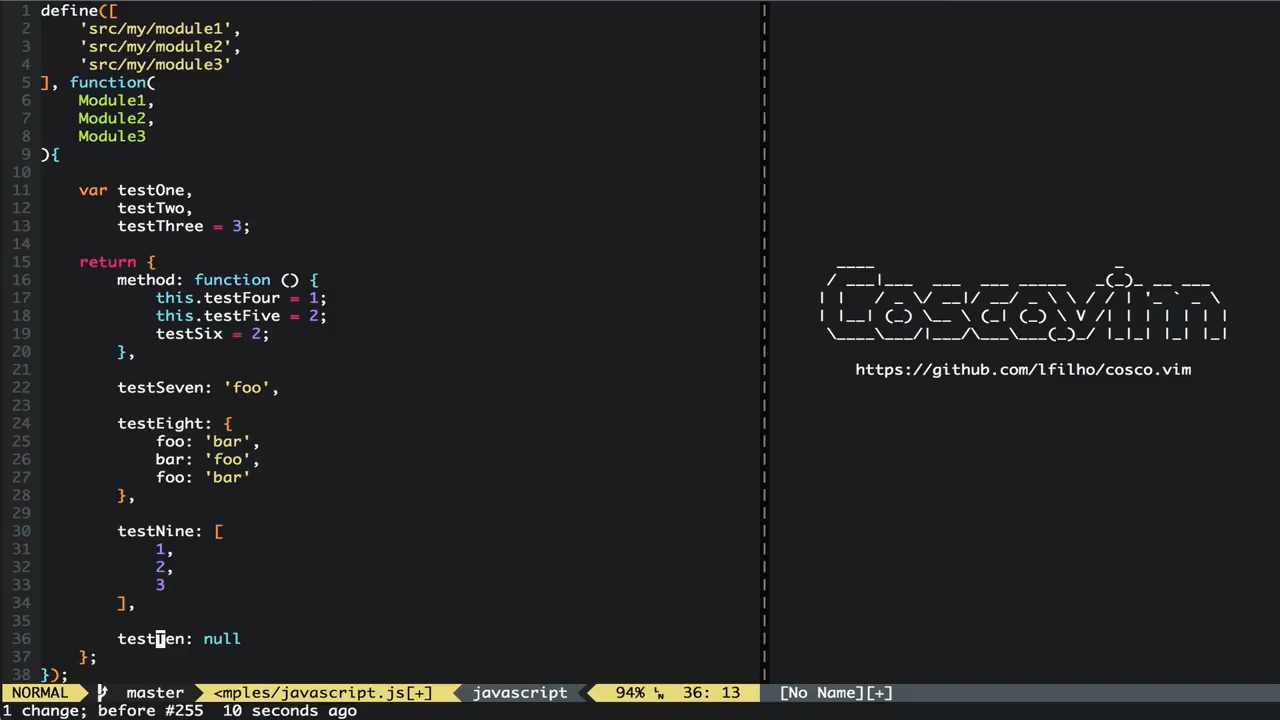 1 define([
2     'src/my/module1',
3     'src/my/module2',
4     'src/my/module3'
5 ], function(
6     Module1,
7     Module2,
8     Module3
9 ){
10
11     var testOne,
12         testTwo,
13         testThree = 3;
14
15     return {
16         method: function () {
17             this.testFour = 1;
18             this.testFive = 2;
19             testSix = 2;
20         },
21
22         testSeven: 'foo',
23
24         testEight: {
25             foo: 'bar',
26             bar: 'foo',
27             foo: 'bar'
28         },
29
30         testNine: [
31             1,
32             2,
33             3
34         ],
35
36         testTen: null
37     };
38 });
Cosco.vim
https://github.com/lfilho/cosco.vim
NORMAL master <mples/javascript.js[+] javascript 94% 36: 13 [No Name][+]
1 change; before #255  10 seconds ago